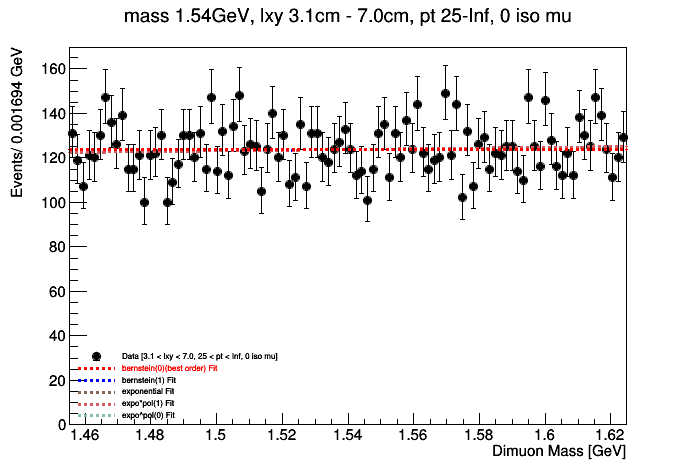 mass 1.54GeV, lxy 3.1cm - 7.0cm, pt 25-Inf, 0 iso mu
Events/ 0.001694 GeV
160
140
120
100
80
60
40
20
0
Data [3.1 < lxy < 7.0, 25 < pt < Inf, 0 iso mu]
bernstein(0)(best order) Fit
bernstein(1) Fit
exponential Fit
expo*pol(1) Fit
expo^pol(0) Fit
1.46 1.48 1.5 1.52 1.54 1.56 1.58 1.6 1.62
Dimuon Mass [GeV]